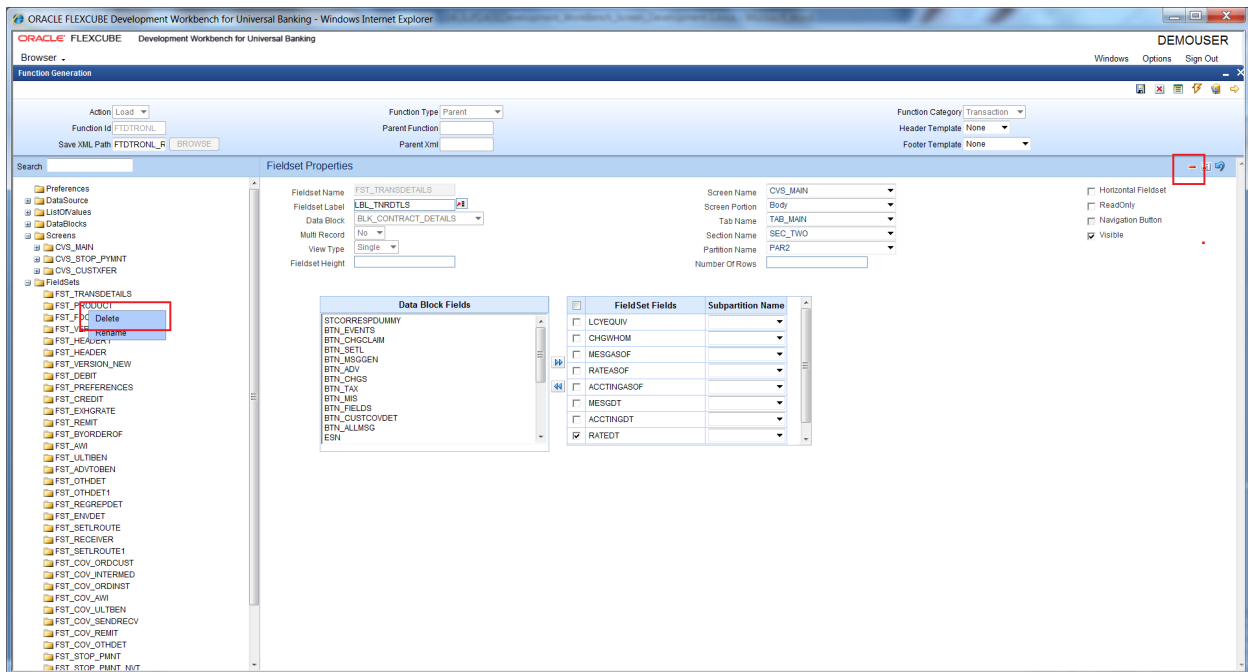 ORACLE FLEXCUBE Development Workbench for Universal Banking - Windows Internet Explorer
ORACLE FLEXCUBE Development Workbench for Universal Banking
DEMOUSER
Browser
Windows Options Sign Out
Function Generation
Action Load
Function Type Parent
Function Category Transaction
Function Id FTDTRONL
Parent Function
Header Template None
Save XML Path FTDTRONL_R BROWSE
Parent Xml
Footer Template None
Search
Fieldset Properties
Preferences
DataSource
ListOfValues
DataBlocks
Screens
CVS_MAIN
CVS_STOP_PYMNT
CVS_CUSTXFER
FieldSets
FST_TRANSDETAILS
FST_PRODUCT
Delete
Rename
FST_HEADER1
FST_HEADER
FST_VERSION_NEW
FST_DEBIT
FST_PREFERENCES
FST_CREDIT
FST_EXHGRATE
FST_REMIT
FST_BYORDEROF
FST_AWI
FST_ULTIBEN
FST_ADVTOBEN
FST_OTHDET
FST_OTHDET1
FST_REGREPDET
FST_ENVDET
FST_SETLROUTE
FST_RECEIVER
FST_SETLROUTE1
FST_COV_ORDCUST
FST_COV_INTERMED
FST_COV_ORDINST
FST_COV_AWI
FST_COV_ULTBEN
FST_COV_SENDRECV
FST_COV_REMIT
FST_COV_OTHDET
FST_STOP_PMNT
FST_STOP_PMNT_NVT
Fieldset Name FST_TRANSDETAILS
Fieldset Label LBL_TNRDTLS
Data Block BLK_CONTRACT_DETAILS
Multi Record No
View Type Single
Fieldset Height
Screen Name CVS_MAIN
Screen Portion Body
Tab Name TAB_MAIN
Section Name SEC_TWO
Partition Name PAR2
Number Of Rows
Horizontal Fieldset
ReadOnly
Navigation Button
Visible
Data Block Fields
STCORRESPDUMMY
BTN_EVENTS
BTN_CHGCLAIM
BTN_SETL
BTN_MSGGEN
BTN_ADV
BTN_CHGS
BTN_TAX
BTN_MIS
BTN_FIELDS
BTN_CUSTCOVDET
BTN_ALLMSG
ESN
FieldSet Fields Subpartition Name
LCYEQUIV
CHGWHOM
MESGASOF
RATEASOF
ACCTINGASOF
MESGDT
ACCTINGDT
RATEDT